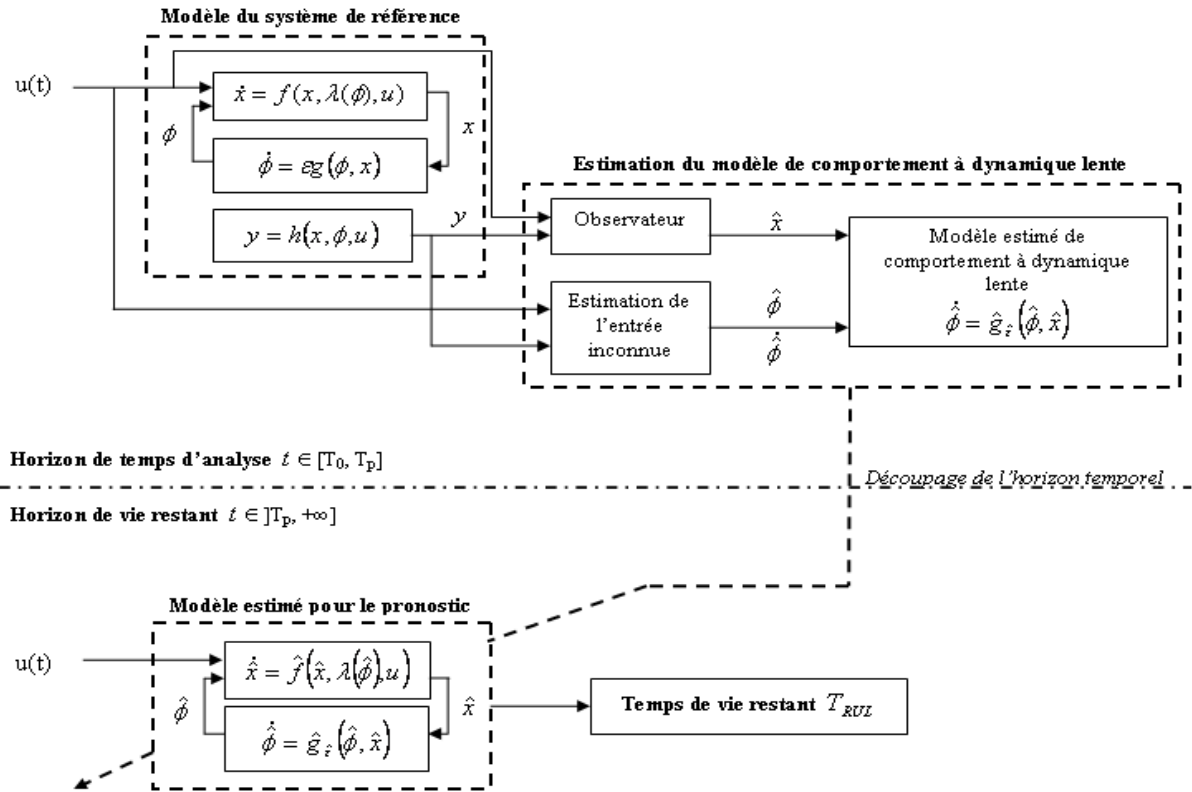 Modèle du système de référence
u(t)
ẋ = f(x, λ(ϕ), u)
ϕ
x
ϕ̇ = εg(ϕ, x)
y = h(x, ϕ, u)
y
Estimation du modèle de comportement à dynamique lente
Observateur
x̂
Estimation de
l'entrée
inconnue
ϕ̂
ϕ̂̇
Modèle estimé de
comportement à dynamique
lente
ϕ̂̇ = ĝ_τ̂(ϕ̂, x̂)
Horizon de temps d'analyse t ∈ [T₀, Tₚ]
Découpage de l'horizon temporel
Horizon de vie restant t ∈ ]Tₚ, +∞]
Modèle estimé pour le pronostic
u(t)
x̂̇ = f̂(x̂, λ(ϕ̂), u)
ϕ̂
x̂
ϕ̂̇ = ĝ_τ̂(ϕ̂, x̂)
Temps de vie restant T_RUL